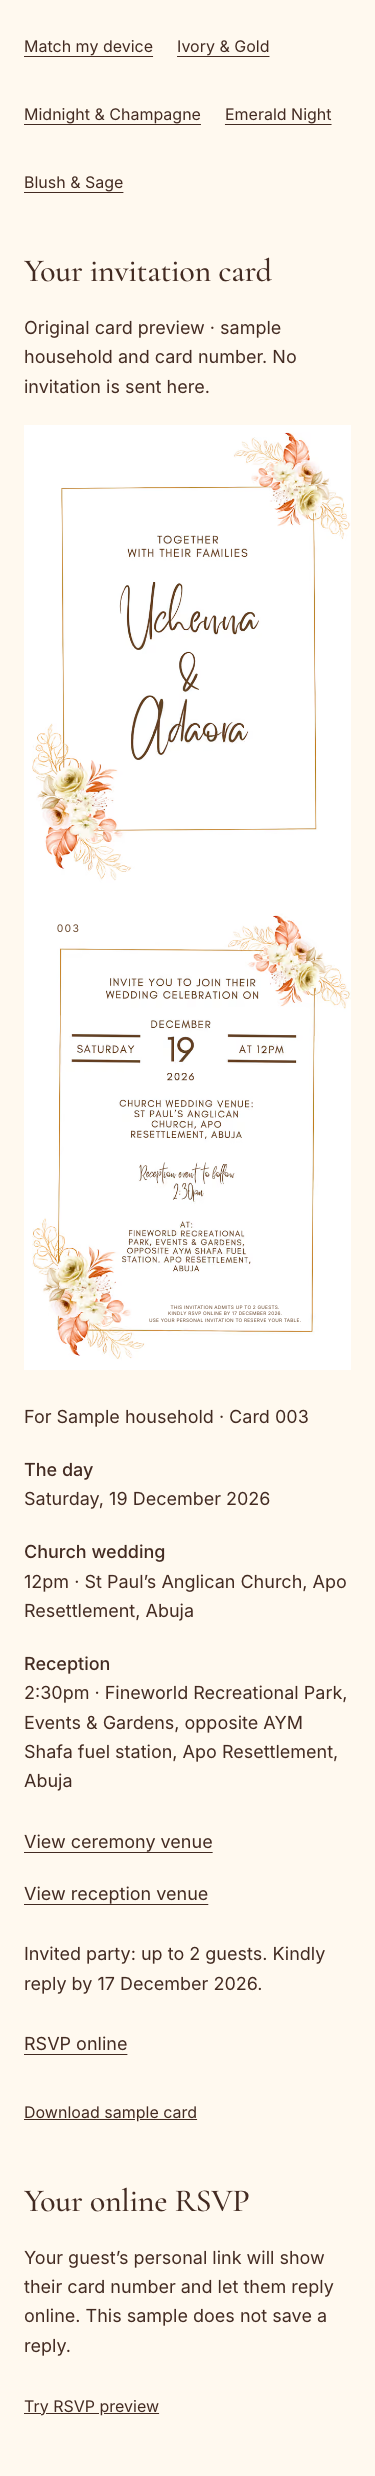 Match my device Ivory & Gold
Midnight & Champagne Emerald Night
Blush & Sage
Your invitation card
Original card preview · sample
household and card number. No
invitation is sent here.
TOGETHER
WITH THEIR FAMILIES
Uchenna
&
Adaora
003
INVITE YOU TO JOIN THEIR
WEDDING CELEBRATION ON
DECEMBER
SATURDAY 19 AT 12PM
2026
CHURCH WEDDING VENUE:
ST PAUL'S ANGLICAN
CHURCH, APO
RESETTLEMENT, ABUJA
Reception event to follow
2:30pm
AT:
FINEWORLD RECREATIONAL
PARK, EVENTS & GARDENS,
OPPOSITE AYM SHAFA FUEL
STATION, APO RESETTLEMENT,
ABUJA
THIS INVITATION ADMITS UP TO 2 GUESTS.
KINDLY RSVP ONLINE BY 17 DECEMBER 2026.
USE YOUR PERSONAL INVITATION TO RESERVE YOUR TABLE.
For Sample household · Card 003
The day
Saturday, 19 December 2026
Church wedding
12pm · St Paul’s Anglican Church, Apo
Resettlement, Abuja
Reception
2:30pm · Fineworld Recreational Park,
Events & Gardens, opposite AYM
Shafa fuel station, Apo Resettlement,
Abuja
View ceremony venue
View reception venue
Invited party: up to 2 guests. Kindly
reply by 17 December 2026.
RSVP online
Download sample card
Your online RSVP
Your guest’s personal link will show
their card number and let them reply
online. This sample does not save a
reply.
Try RSVP preview